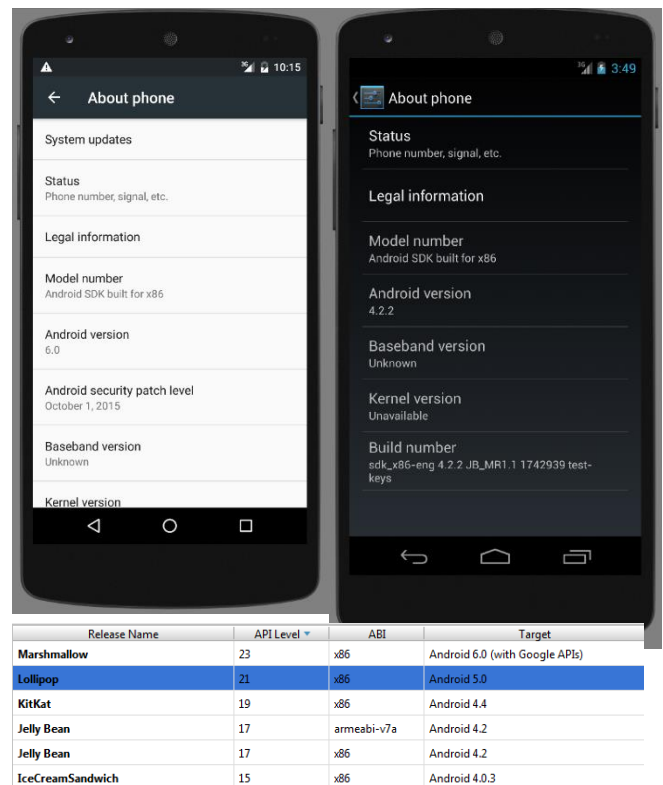 3G 10:15
About phone
System updates
Status
Phone number, signal, etc.
Legal information
Model number
Android SDK built for x86
Android version
6.0
Android security patch level
October 1, 2015
Baseband version
Unknown
Kernel version
3G 3:49
About phone
Status
Phone number, signal, etc.
Legal information
Model number
Android SDK built for x86
Android version
4.2.2
Baseband version
Unknown
Kernel version
Unavailable
Build number
sdk_x86-eng 4.2.2 JB_MR1.1 1742939 test-
keys
Release Name API Level ABI Target
Marshmallow 23 x86 Android 6.0 (with Google APIs)
Lollipop 21 x86 Android 5.0
KitKat 19 x86 Android 4.4
Jelly Bean 17 armeabi-v7a Android 4.2
Jelly Bean 17 x86 Android 4.2
IceCreamSandwich 15 x86 Android 4.0.3